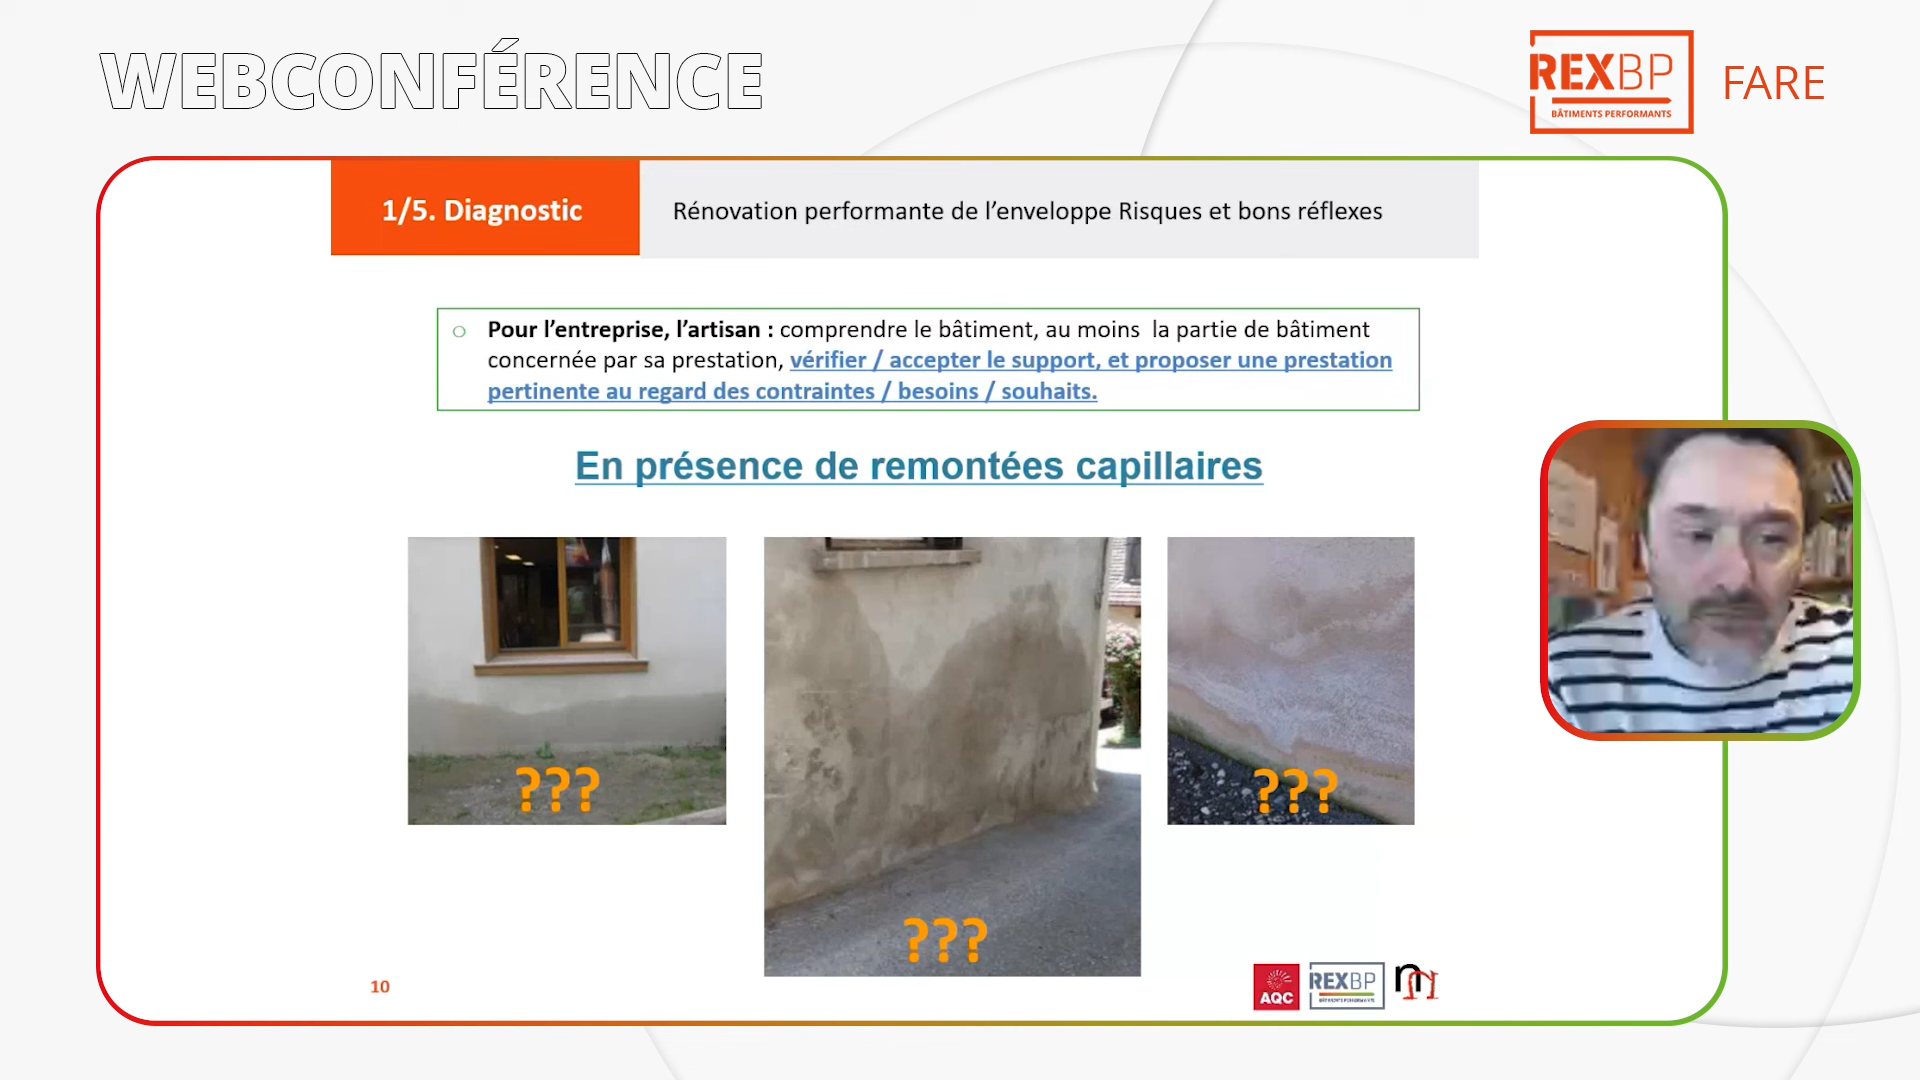 WEBCONFÉRENCE
REXBP
BÂTIMENTS PERFORMANTS
FARE
1/5. Diagnostic
Rénovation performante de l’enveloppe Risques et bons réflexes
Pour l’entreprise, l’artisan : comprendre le bâtiment, au moins la partie de bâtiment
concernée par sa prestation, vérifier / accepter le support, et proposer une prestation
pertinente au regard des contraintes / besoins / souhaits.
En présence de remontées capillaires
???
???
???
10
AQC
REXBP
BÂTIMENTS PERFORMANTS